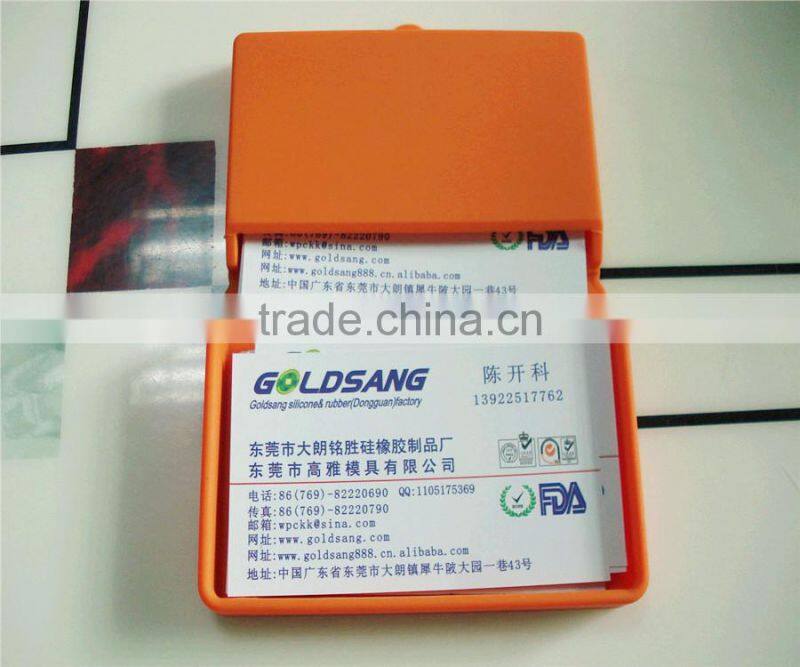 86(769)-82220790
邮箱:wpckk@sina.com
网址:www.goldsang.com
网址:www.goldsang888.cn.alibaba.com
地址:中国广东省东莞市大朗镇犀牛陂大园一巷43号
FDA
trade.china.cn
GOLDSANG
Goldsang silicone& rubber(Dongguan)factory
陈开科
13922517762
东莞市大朗铭胜硅橡胶制品厂
东莞市高雅模具有限公司
电话:86(769)-82220690 QQ:1105175369
传真:86(769)-82220790
邮箱:wpckk@sina.com
网址:www.goldsang.com
网址:www.goldsang888.cn.alibaba.com
地址:中国广东省东莞市大朗镇犀牛陂大园一巷43号
FDA